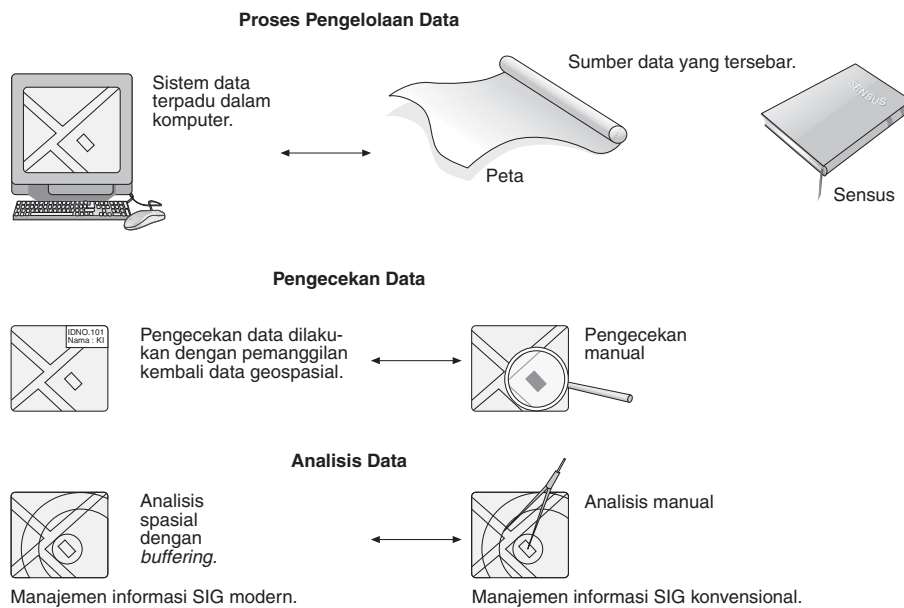 Proses Pengelolaan Data
Sistem data
terpadu dalam
komputer.
Sumber data yang tersebar.
Peta
SENSUS
Sensus
Pengecekan Data
IDNO.101
Nama : KI
Pengecekan data dilaku-
kan dengan pemanggilan
kembali data geospasial.
Pengecekan
manual
Analisis Data
Analisis
spasial
dengan
buffering.
Analisis manual
Manajemen informasi SIG modern.
Manajemen informasi SIG konvensional.